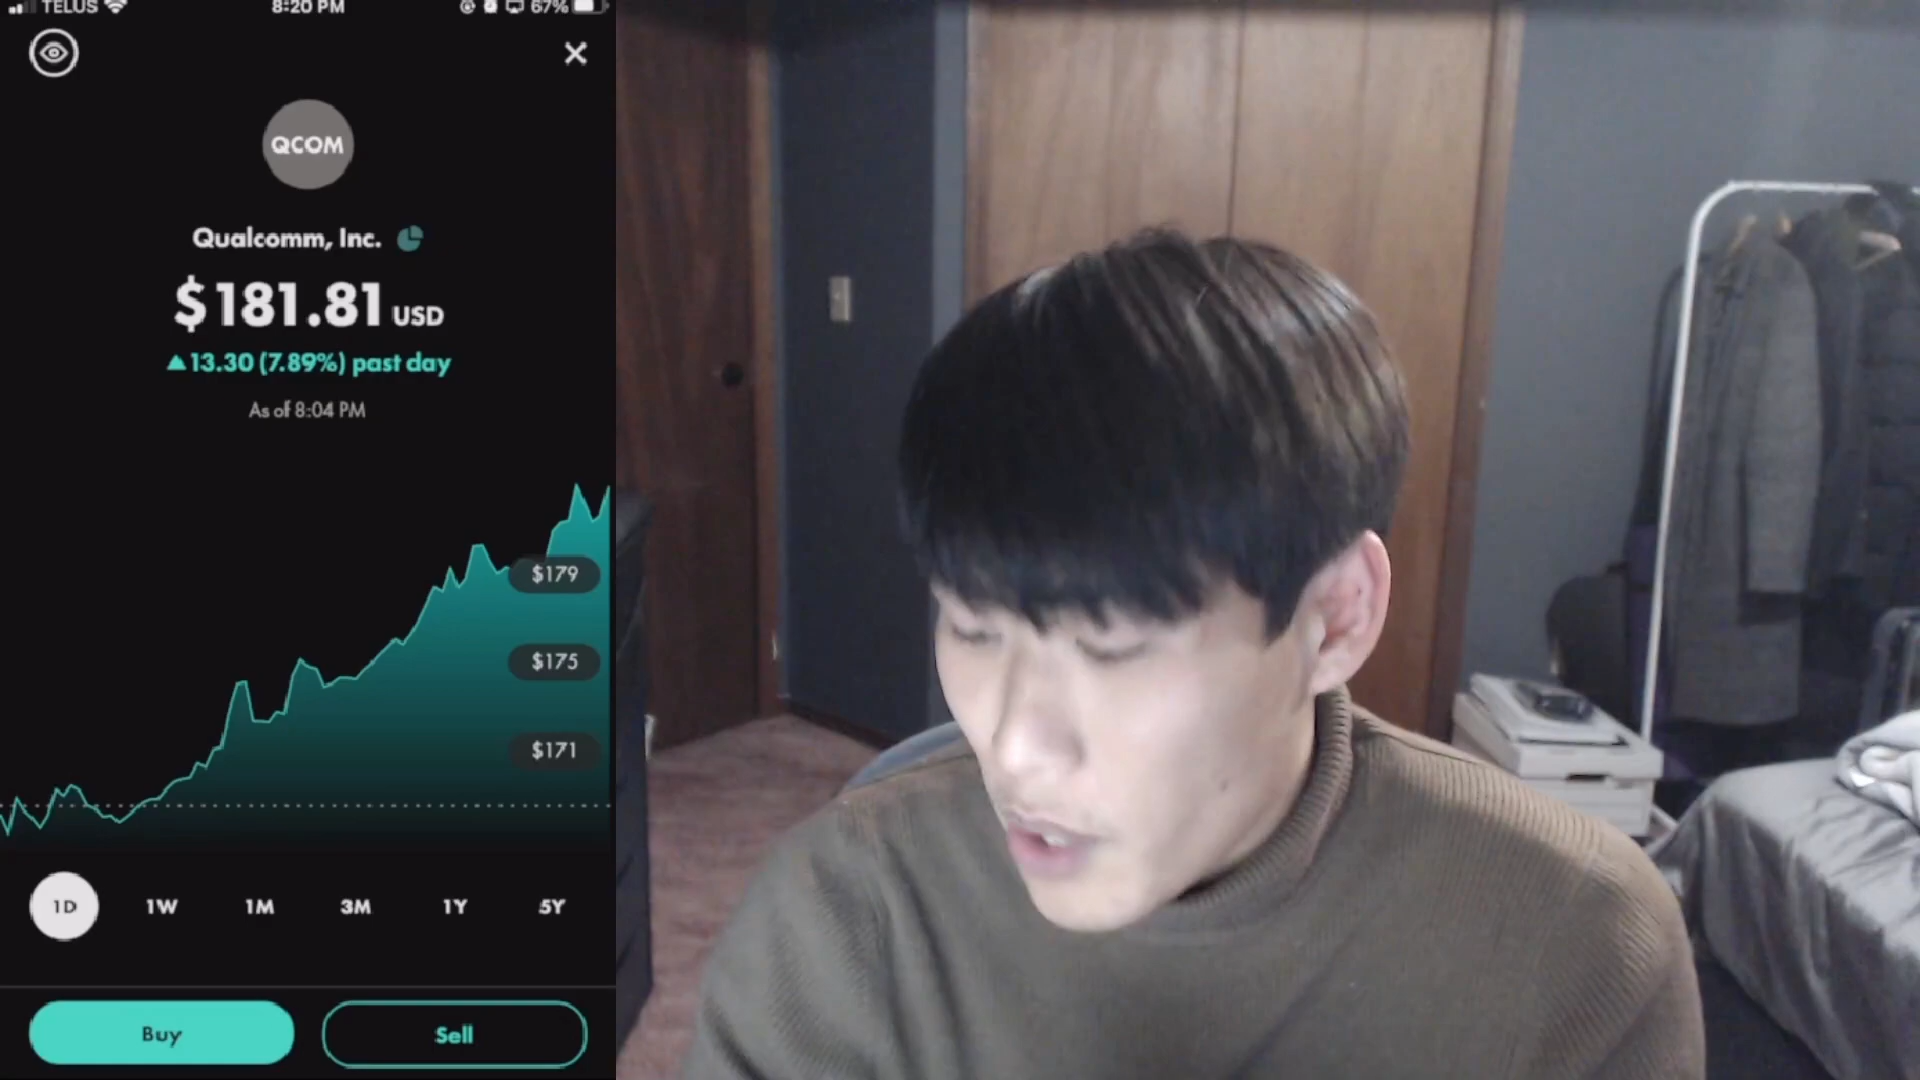 TELUS
8:20 PM
67%
QCOM
Qualcomm, Inc.
$181.81 USD
▲13.30 (7.89%) past day
As of 8:04 PM
$179
$175
$171
1D 1W 1M 3M 1Y 5Y
Buy Sell